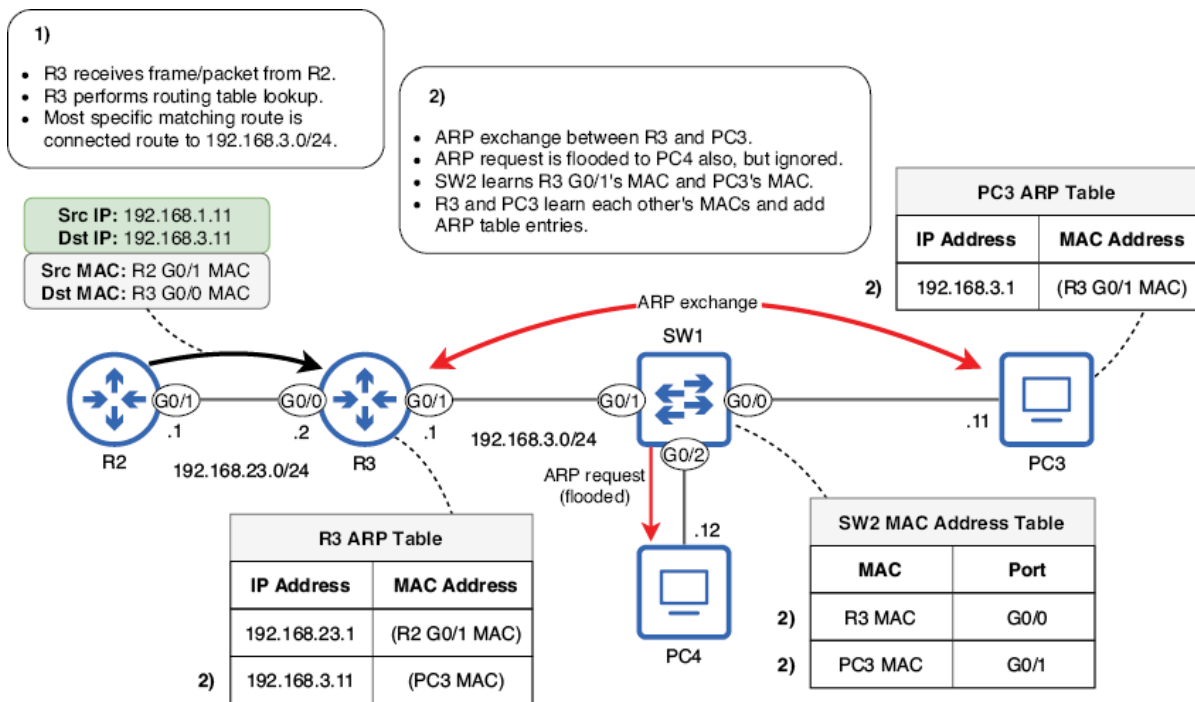 1)
• R3 receives frame/packet from R2.
• R3 performs routing table lookup.
• Most specific matching route is
connected route to 192.168.3.0/24.
2)
• ARP exchange between R3 and PC3.
• ARP request is flooded to PC4 also, but ignored.
• SW2 learns R3 G0/1's MAC and PC3's MAC.
• R3 and PC3 learn each other's MACs and add
ARP table entries.
Src IP: 192.168.1.11
Dst IP: 192.168.3.11
Src MAC: R2 G0/1 MAC
Dst MAC: R3 G0/0 MAC
PC3 ARP Table
IP Address MAC Address
2) 192.168.3.1 (R3 G0/1 MAC)
ARP exchange
SW1
G0/1 G0/0 G0/1 G0/1 G0/0
.1 .2 .1 192.168.3.0/24 .11
R2 192.168.23.0/24 R3 PC3
G0/2
ARP request
(flooded)
.12
PC4
R3 ARP Table
IP Address MAC Address
192.168.23.1 (R2 G0/1 MAC)
2) 192.168.3.11 (PC3 MAC)
SW2 MAC Address Table
MAC Port
2) R3 MAC G0/0
2) PC3 MAC G0/1